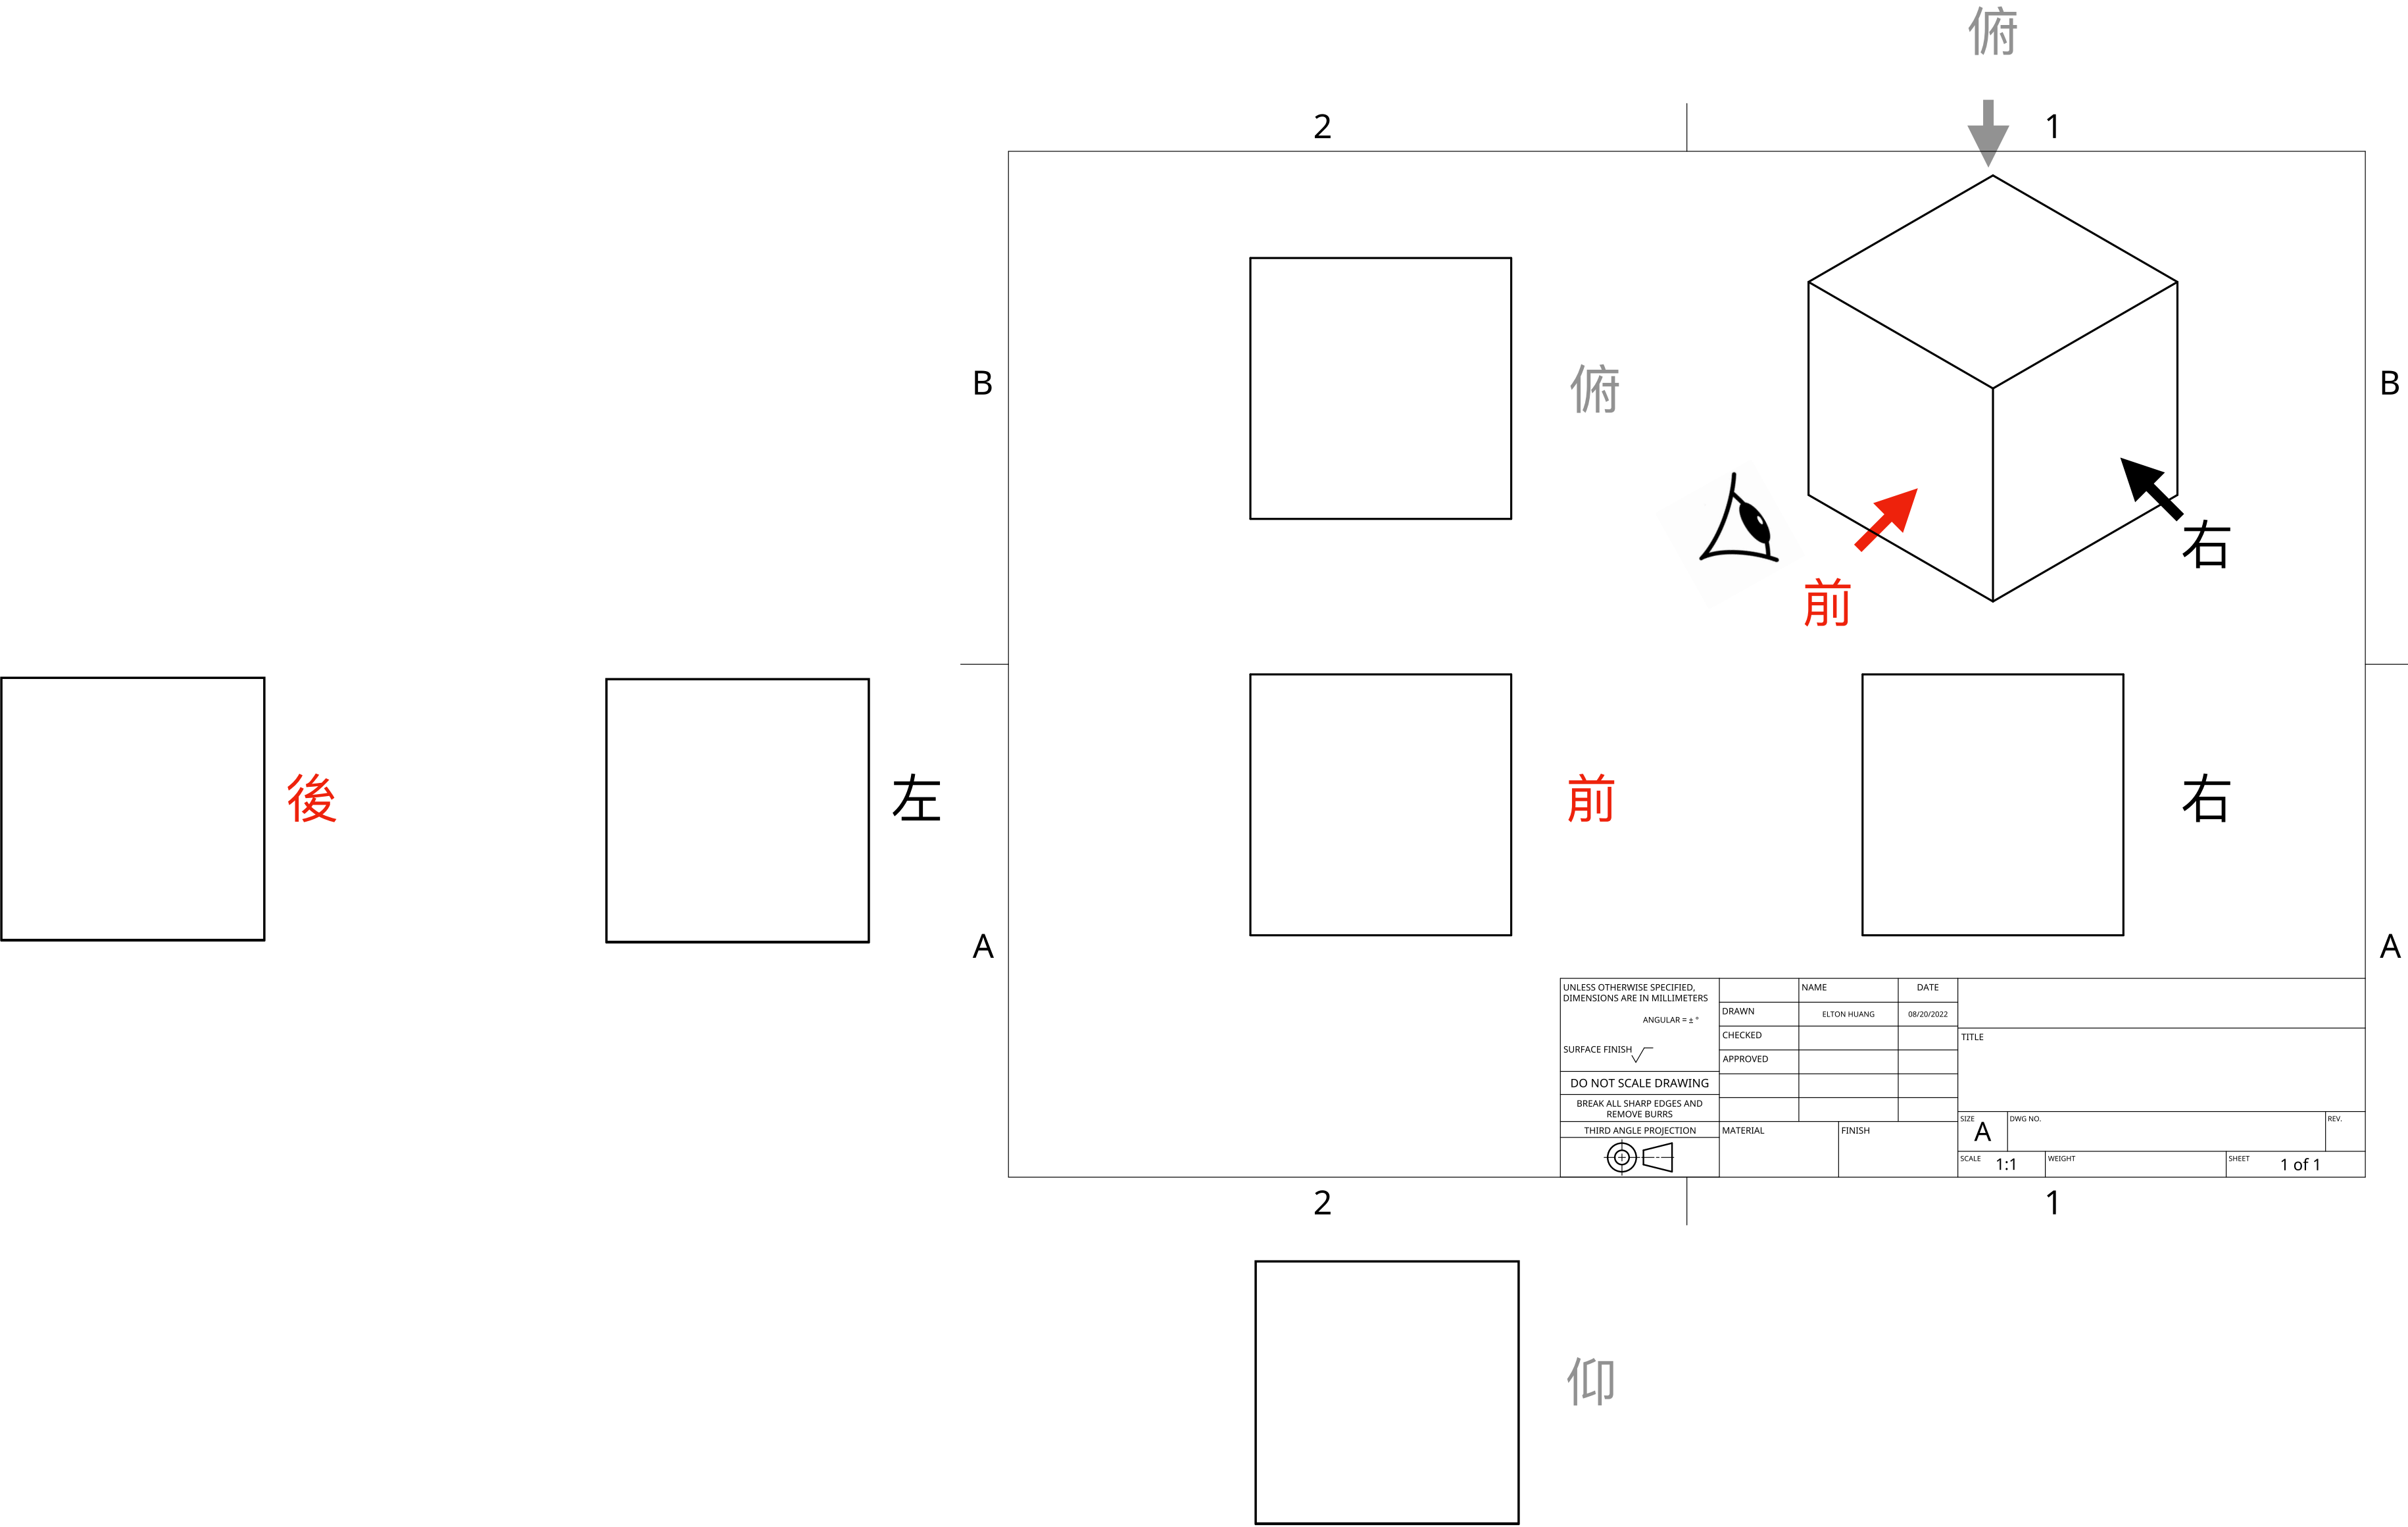 俯
2
1
B
俯
B
前
右
後
左
前
右
A
A
UNLESS OTHERWISE SPECIFIED,
DIMENSIONS ARE IN MILLIMETERS
ANGULAR = ± °
SURFACE FINISH
DO NOT SCALE DRAWING
BREAK ALL SHARP EDGES AND
REMOVE BURRS
THIRD ANGLE PROJECTION
NAME
DATE
DRAWN
ELTON HUANG
08/20/2022
CHECKED
APPROVED
MATERIAL
FINISH
TITLE
SIZE
A
DWG NO.
REV.
SCALE
1:1
WEIGHT
SHEET
1 of 1
2
1
仰